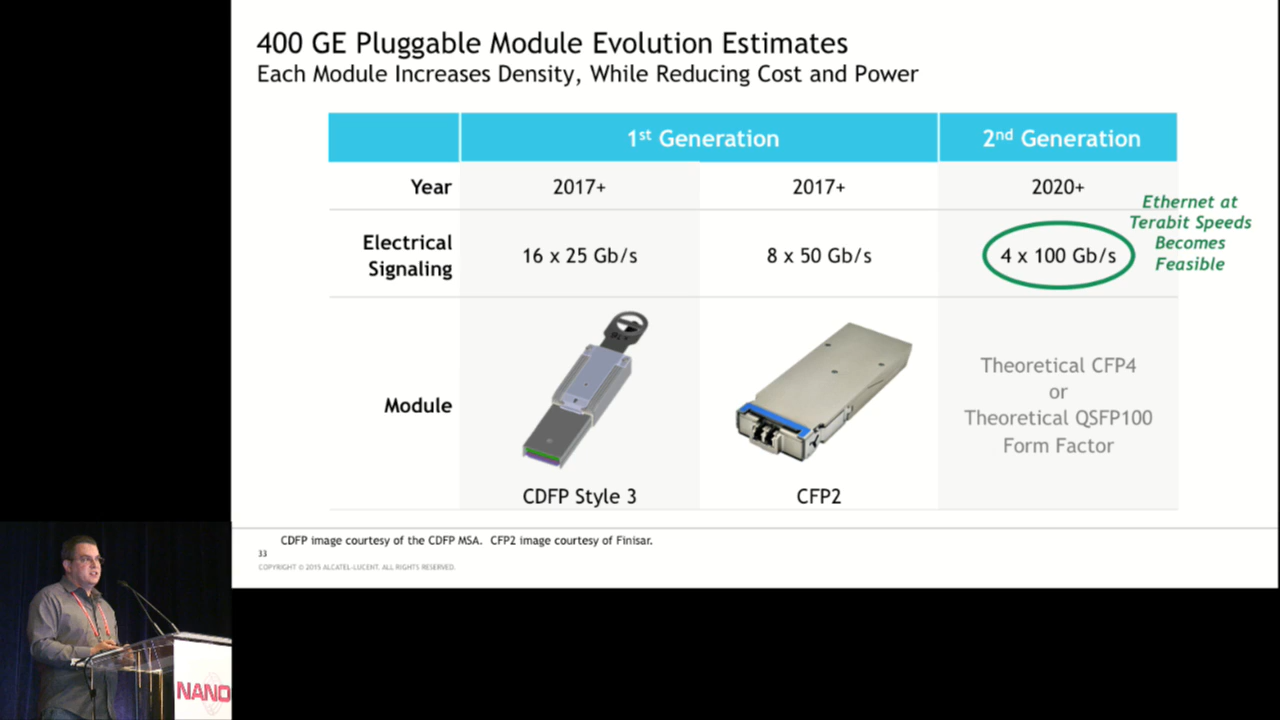 400 GE Pluggable Module Evolution Estimates
Each Module Increases Density, While Reducing Cost and Power
1st Generation
2nd Generation
Year
2017+
2017+
2020+
Ethernet at
Terabit Speeds
Becomes
Feasible
Electrical
Signaling
16 x 25 Gb/s
8 x 50 Gb/s
4 x 100 Gb/s
Module
CDFP Style 3
CFP2
Theoretical CFP4
or
Theoretical QSFP100
Form Factor
CDFP image courtesy of the CDFP MSA. CFP2 image courtesy of Finisar.
33
COPYRIGHT © 2015 ALCATEL-LUCENT. ALL RIGHTS RESERVED.
NANO